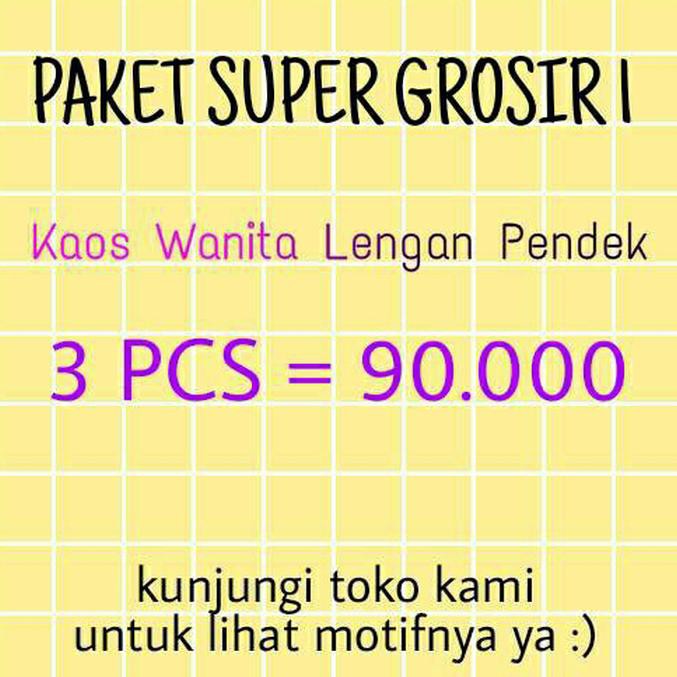 PAKET SUPER GROSIR I
Kaos Wanita Lengan Pendek
3 PCS = 90.000
kunjungi toko kami
untuk lihat motifnya ya :)